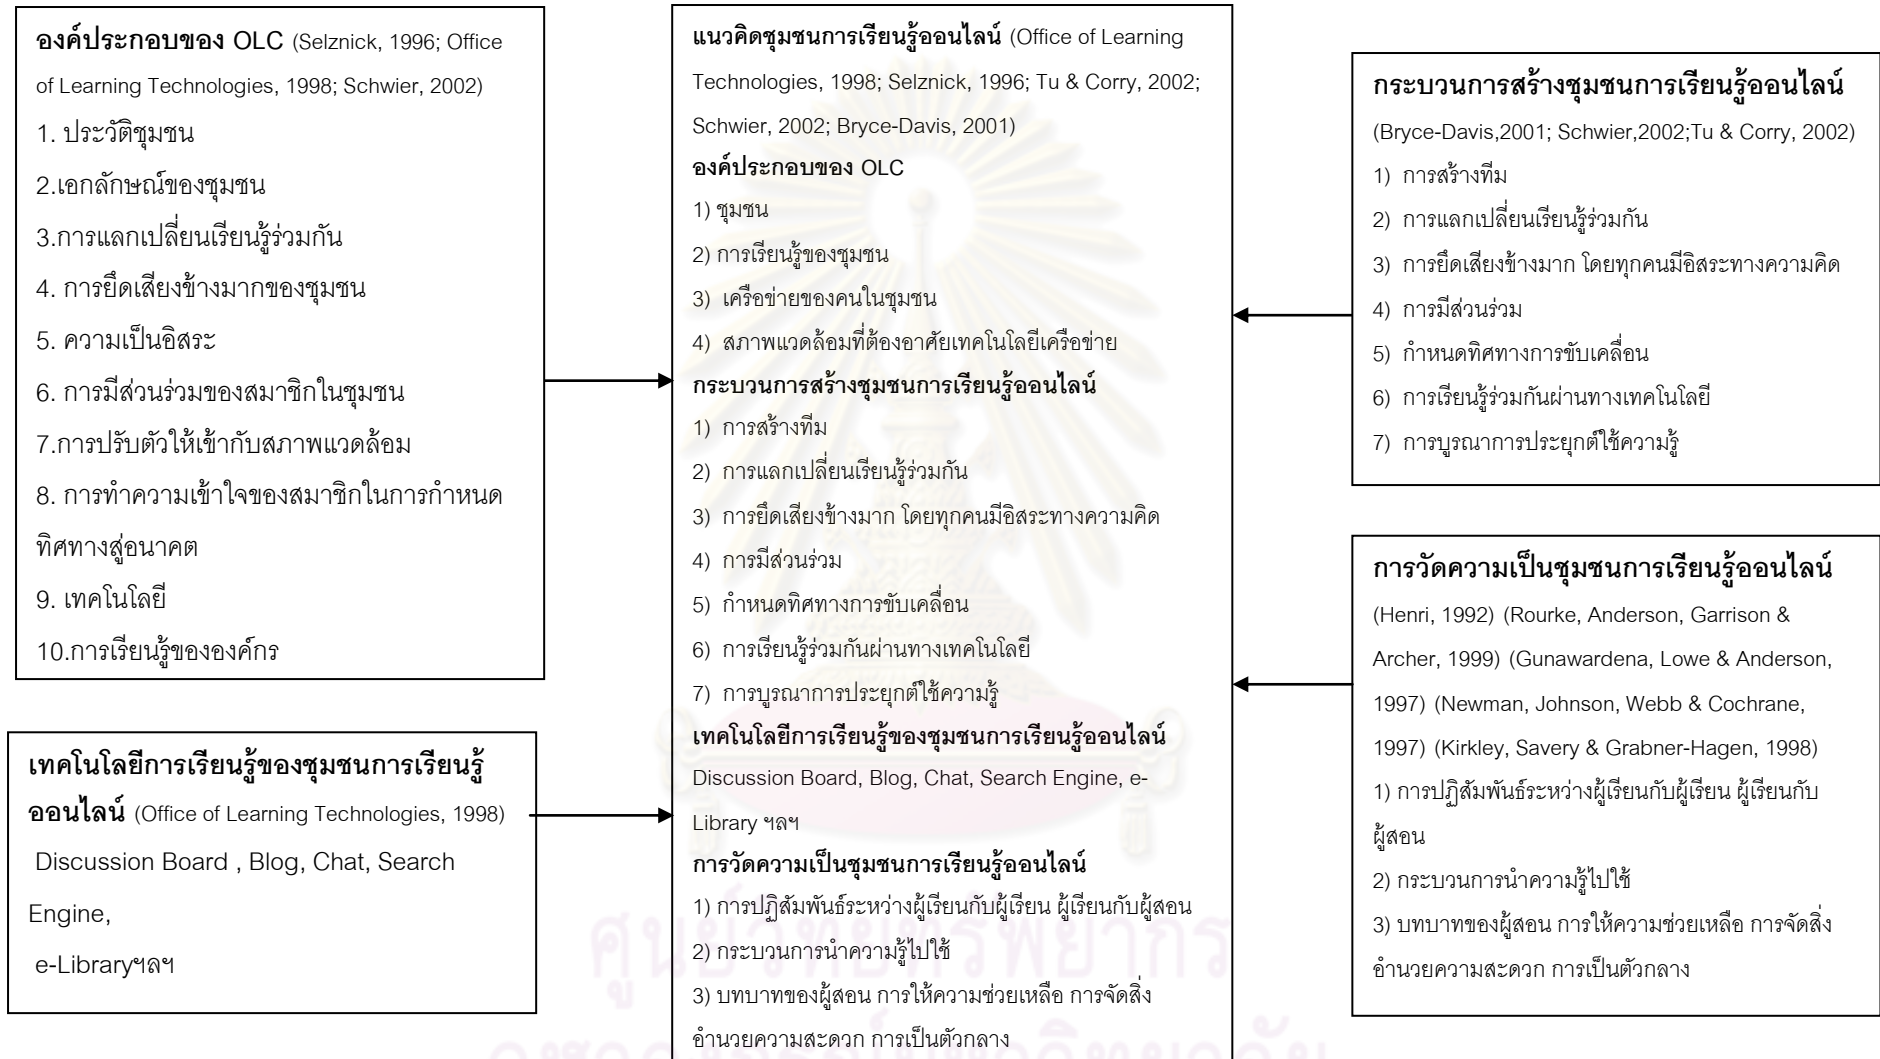 องค์ประกอบของ OLC (Selznick, 1996; Office
of Learning Technologies, 1998; Schwier, 2002)
1. ประวัติชุมชน
2.เอกลักษณ์ของชุมชน
3.การแลกเปลี่ยนเรียนรู้ร่วมกัน
4. การยึดเสียงข้างมากของชุมชน
5. ความเป็นอิสระ
6. การมีส่วนร่วมของสมาชิกในชุมชน
7.การปรับตัวให้เข้ากับสภาพแวดล้อม
8. การทำความเข้าใจของสมาชิกในการกำหนด
ทิศทางสู่อนาคต
9. เทคโนโลยี
10.การเรียนรู้ขององค์กร
เทคโนโลยีการเรียนรู้ของชุมชนการเรียนรู้
ออนไลน์ (Office of Learning Technologies, 1998)
Discussion Board , Blog, Chat, Search
Engine,
e-Libraryฯลฯ
แนวคิดชุมชนการเรียนรู้ออนไลน์ (Office of Learning
Technologies, 1998; Selznick, 1996; Tu & Corry, 2002;
Schwier, 2002; Bryce-Davis, 2001)
องค์ประกอบของ OLC
1) ชุมชน
2) การเรียนรู้ของชุมชน
3) เครือข่ายของคนในชุมชน
4) สภาพแวดล้อมที่ต้องอาศัยเทคโนโลยีเครือข่าย
กระบวนการสร้างชุมชนการเรียนรู้ออนไลน์
1) การสร้างทีม
2) การแลกเปลี่ยนเรียนรู้ร่วมกัน
3) การยึดเสียงข้างมาก โดยทุกคนมีอิสระทางความคิด
4) การมีส่วนร่วม
5) กำหนดทิศทางการขับเคลื่อน
6) การเรียนรู้ร่วมกันผ่านทางเทคโนโลยี
7) การบูรณาการประยุกต์ใช้ความรู้
เทคโนโลยีการเรียนรู้ของชุมชนการเรียนรู้ออนไลน์
Discussion Board, Blog, Chat, Search Engine, e-
Library ฯลฯ
การวัดความเป็นชุมชนการเรียนรู้ออนไลน์
1) การปฏิสัมพันธ์ระหว่างผู้เรียนกับผู้เรียน ผู้เรียนกับผู้สอน
2) กระบวนการนำความรู้ไปใช้
3) บทบาทของผู้สอน การให้ความช่วยเหลือ การจัดสิ่ง
อำนวยความสะดวก การเป็นตัวกลาง
กระบวนการสร้างชุมชนการเรียนรู้ออนไลน์
(Bryce-Davis,2001; Schwier,2002;Tu & Corry, 2002)
1) การสร้างทีม
2) การแลกเปลี่ยนเรียนรู้ร่วมกัน
3) การยึดเสียงข้างมาก โดยทุกคนมีอิสระทางความคิด
4) การมีส่วนร่วม
5) กำหนดทิศทางการขับเคลื่อน
6) การเรียนรู้ร่วมกันผ่านทางเทคโนโลยี
7) การบูรณาการประยุกต์ใช้ความรู้
การวัดความเป็นชุมชนการเรียนรู้ออนไลน์
(Henri, 1992) (Rourke, Anderson, Garrison &
Archer, 1999) (Gunawardena, Lowe & Anderson,
1997) (Newman, Johnson, Webb & Cochrane,
1997) (Kirkley, Savery & Grabner-Hagen, 1998)
1) การปฏิสัมพันธ์ระหว่างผู้เรียนกับผู้เรียน ผู้เรียนกับ
ผู้สอน
2) กระบวนการนำความรู้ไปใช้
3) บทบาทของผู้สอน การให้ความช่วยเหลือ การจัดสิ่ง
อำนวยความสะดวก การเป็นตัวกลาง
ศูนย์วิทยทรัพยากร
จุฬาลงกรณ์มหาวิทยาลัย